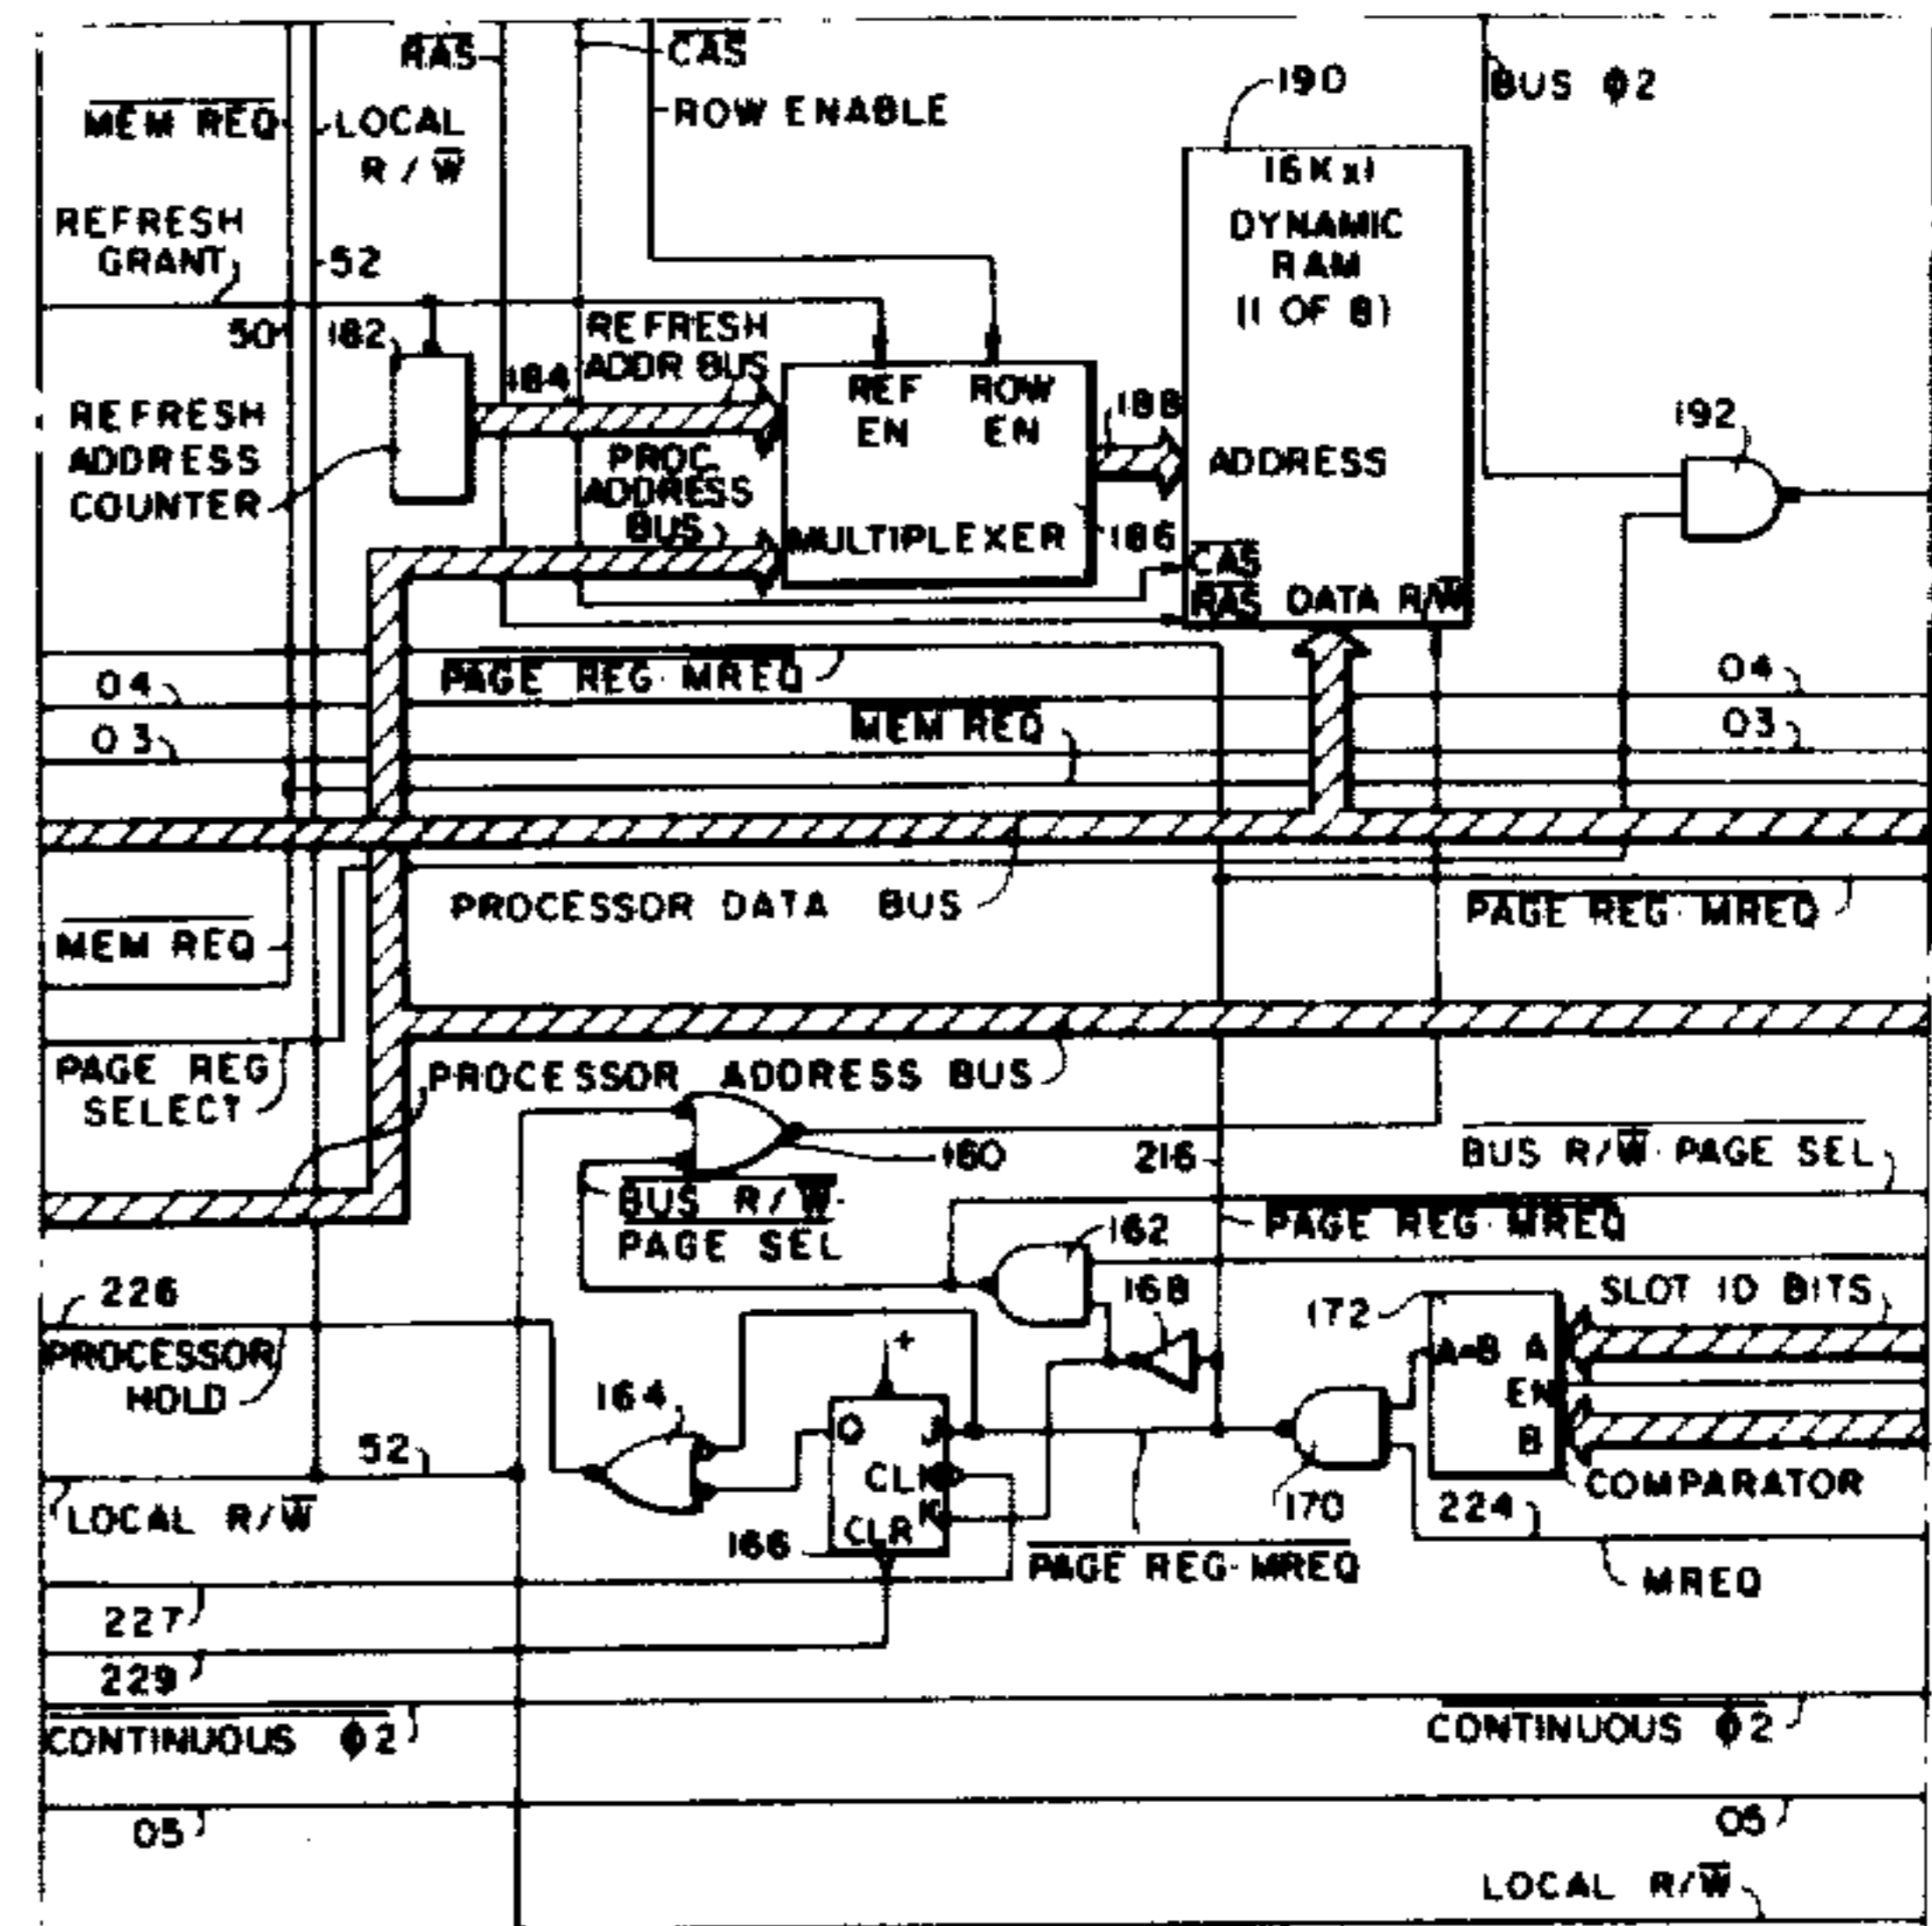 RAS
CAS
BUS ϕ2
190
MEM REQ
LOCAL
R / W
ROW ENABLE
16K x1
DYNAMIC
RAM
(1 OF 8)
REFRESH
GRANT
52
50
182
REFRESH
ADDR BUS
184
REF
EN
ROW
EN
188
192
REFRESH
ADDRESS
COUNTER
PROC.
ADDRESS
BUS
ADDRESS
MULTIPLEXER
186
CAS
RAS
DATA
R/W
PAGE REG·MREQ
04
04
MEM REQ
03
03
PROCESSOR DATA BUS
PAGE REG·MREQ
MEM REQ
PAGE REG
SELECT
PROCESSOR ADDRESS BUS
160
216
BUS R/W·PAGE SEL
BUS R/W·
PAGE SEL
PAGE REG·MREQ
162
226
168
172
SLOT ID BITS
PROCESSOR
HOLD
+
A=B
A
EN
B
164
Q
J
CLK
K
CLR
52
COMPARATOR
LOCAL R/W
166
170
224
PAGE REG·MREQ
MREQ
227
229
CONTINUOUS ϕ2
CONTINUOUS ϕ2
05
05
LOCAL R/W